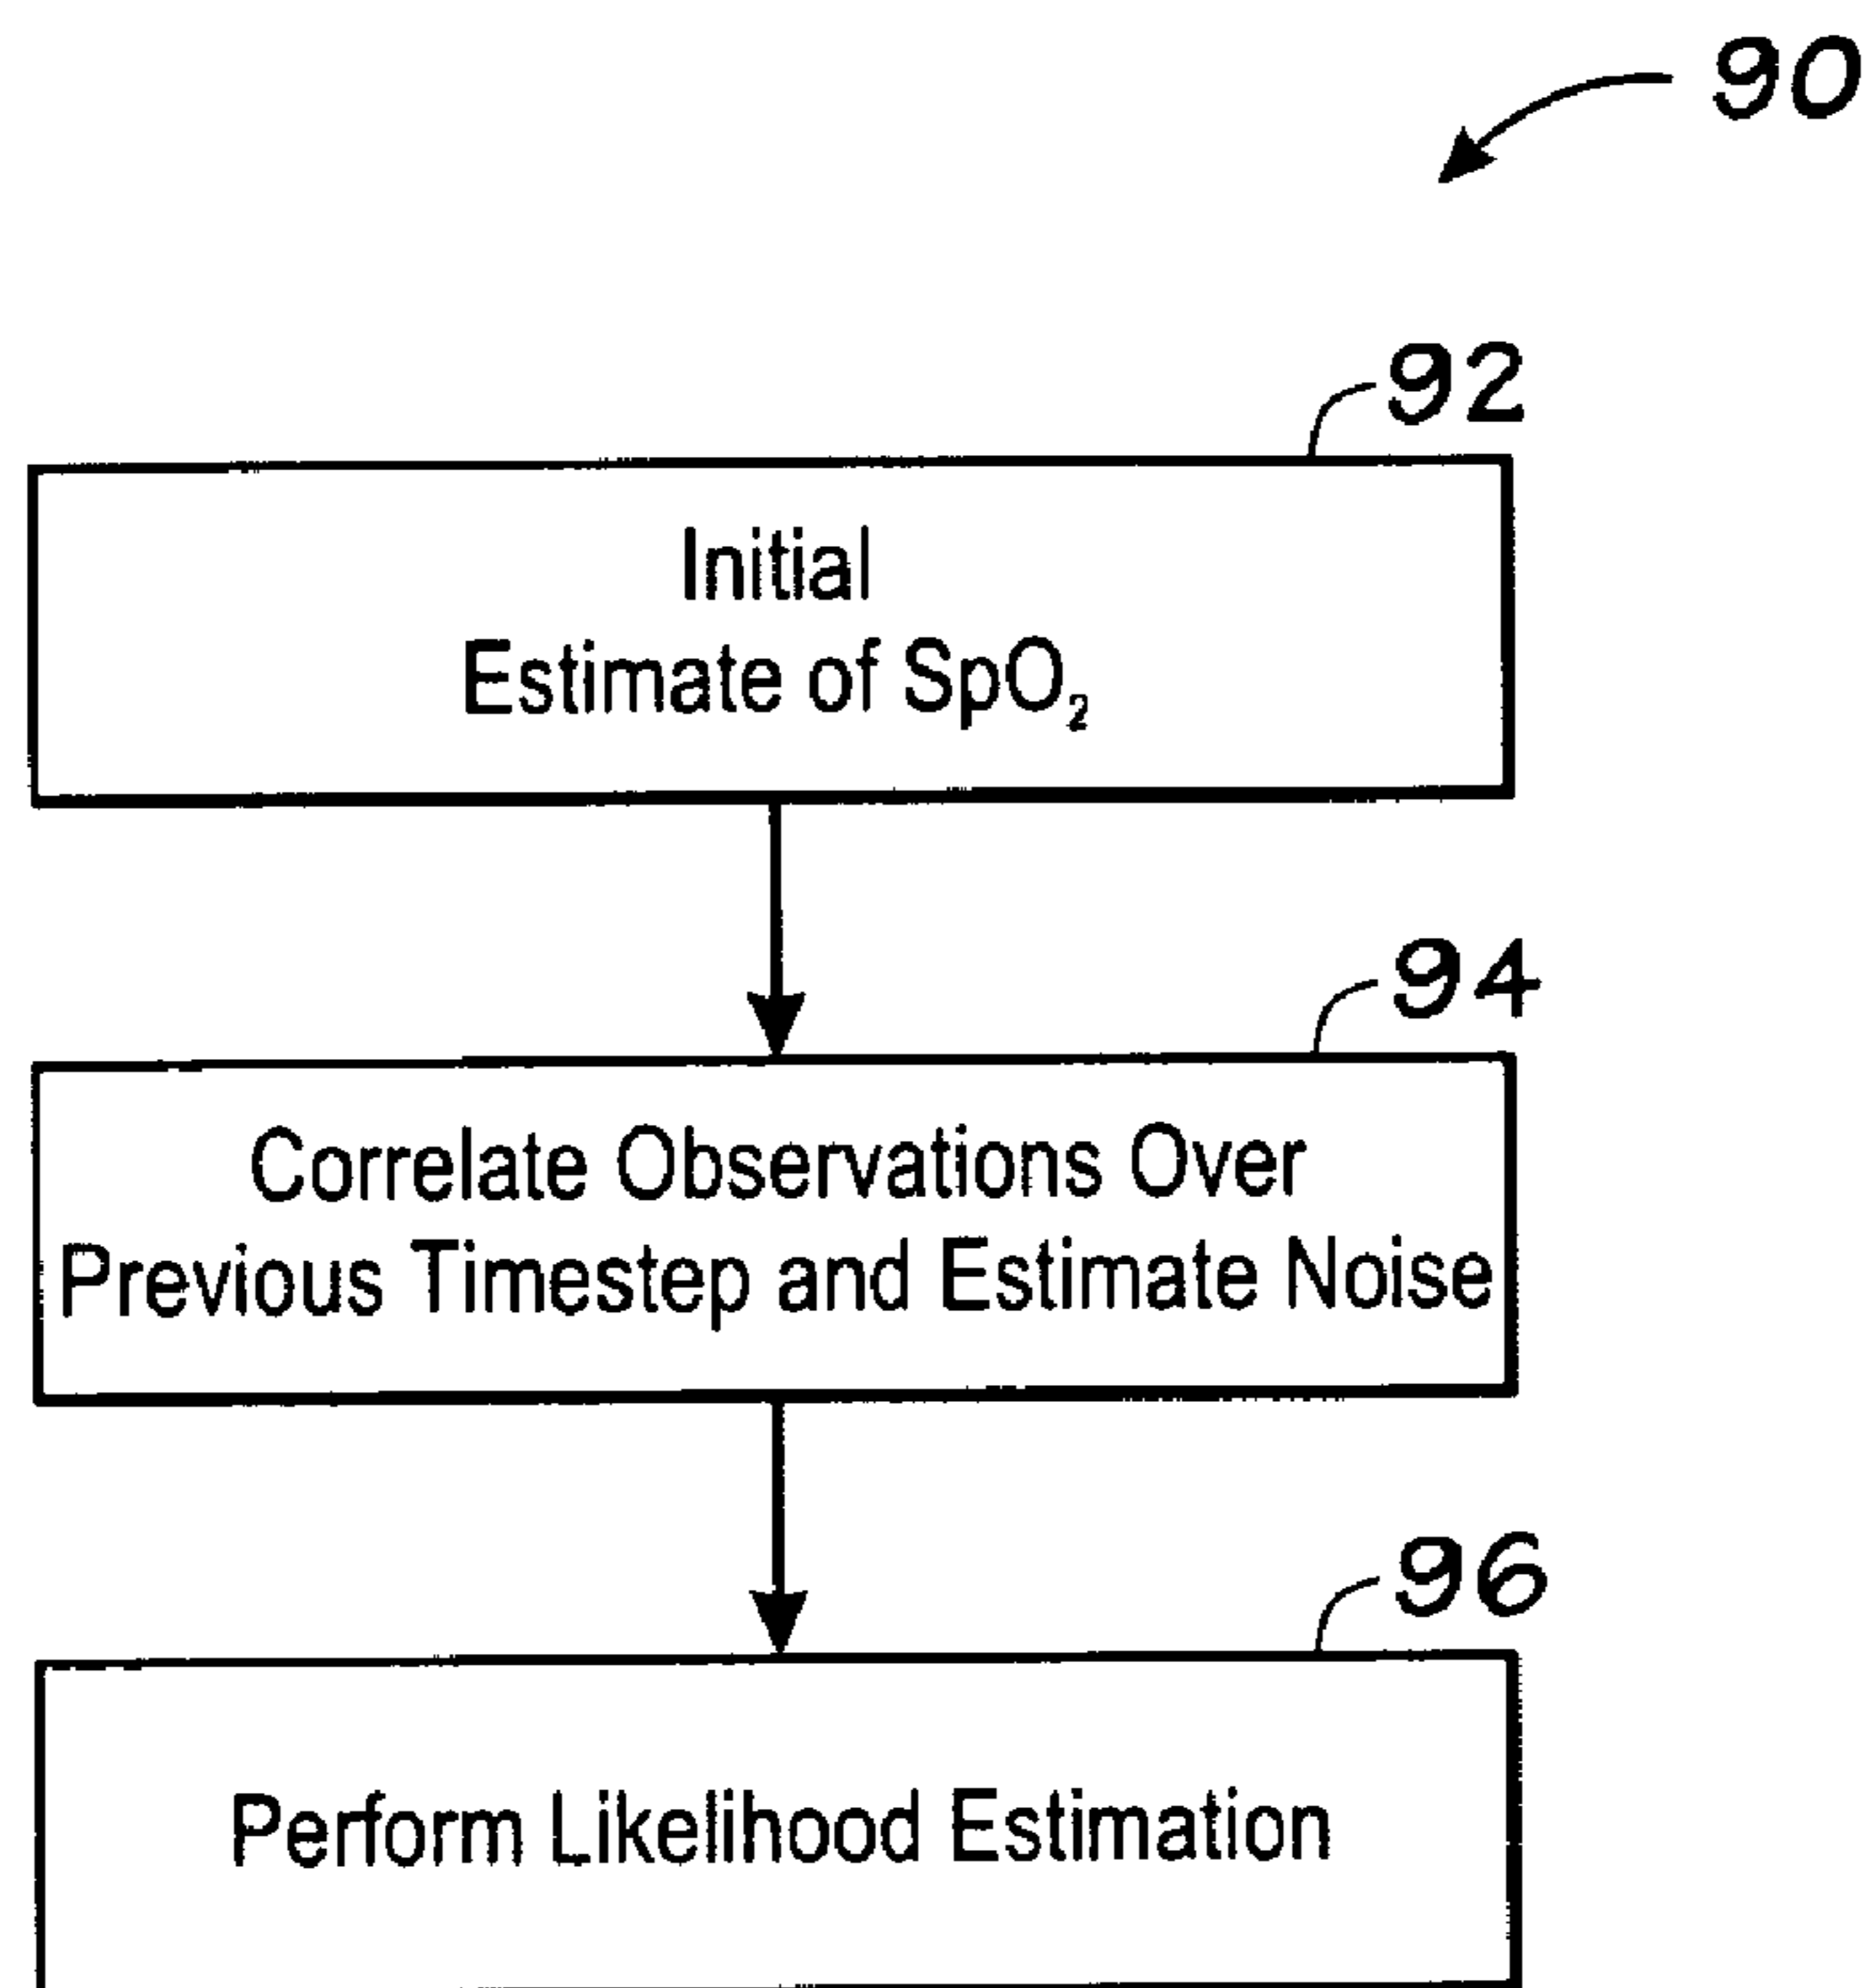 90
92
Initial
Estimate of SpO₂
94
Correlate Observations Over
Previous Timestep and Estimate Noise
96
Perform Likelihood Estimation